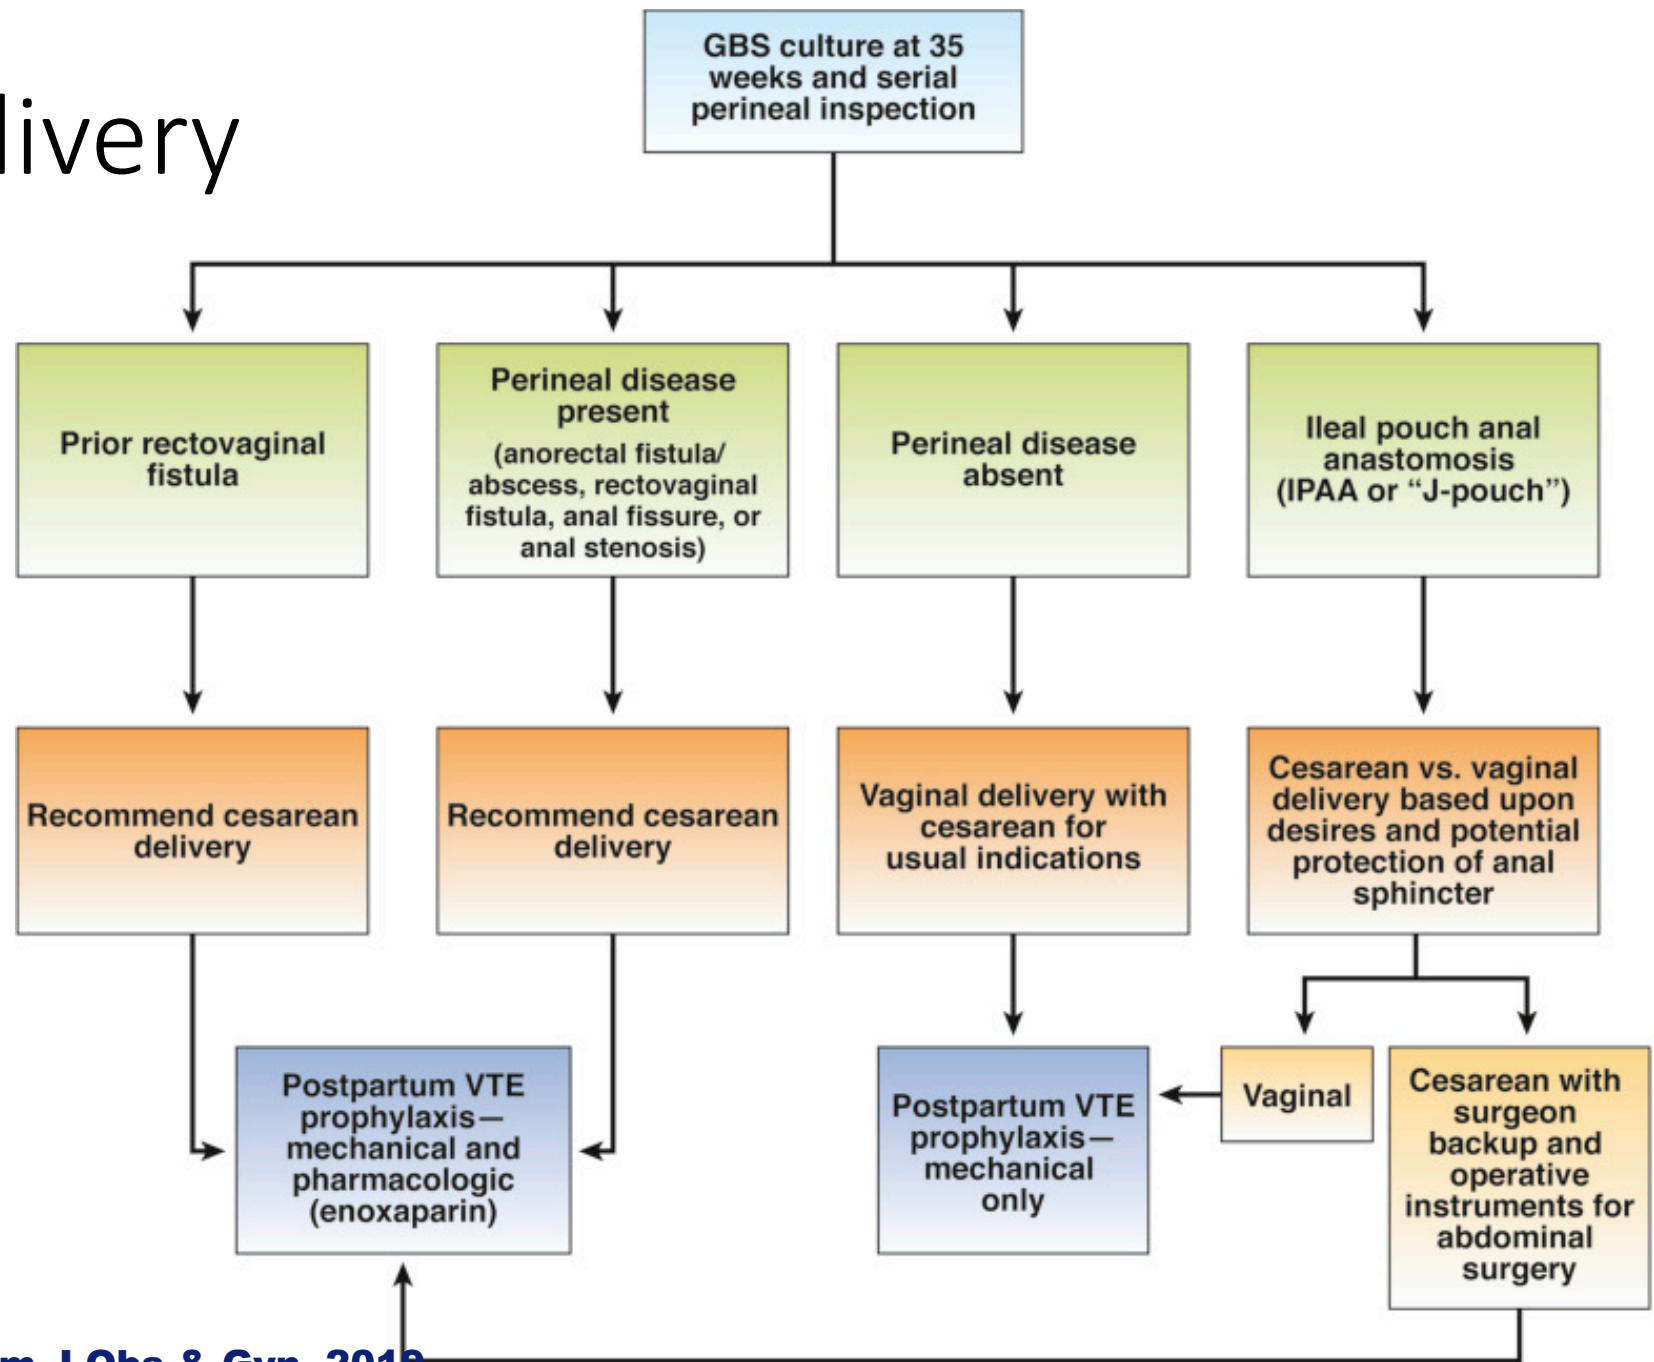 livery
GBS culture at 35
weeks and serial
perineal inspection
Prior rectovaginal
fistula
Perineal disease
present
(anorectal fistula/
abscess, rectovaginal
fistula, anal fissure, or
anal stenosis)
Perineal disease
absent
Ileal pouch anal
anastomosis
(IPAA or “J-pouch”)
Recommend cesarean
delivery
Recommend cesarean
delivery
Vaginal delivery with
cesarean for
usual indications
Cesarean vs. vaginal
delivery based upon
desires and potential
protection of anal
sphincter
Postpartum VTE
prophylaxis—
mechanical and
pharmacologic
(enoxaparin)
Postpartum VTE
prophylaxis—
mechanical
only
Vaginal
Cesarean with
surgeon
backup and
operative
instruments for
abdominal
surgery
m J Obs & Gyn. 2019